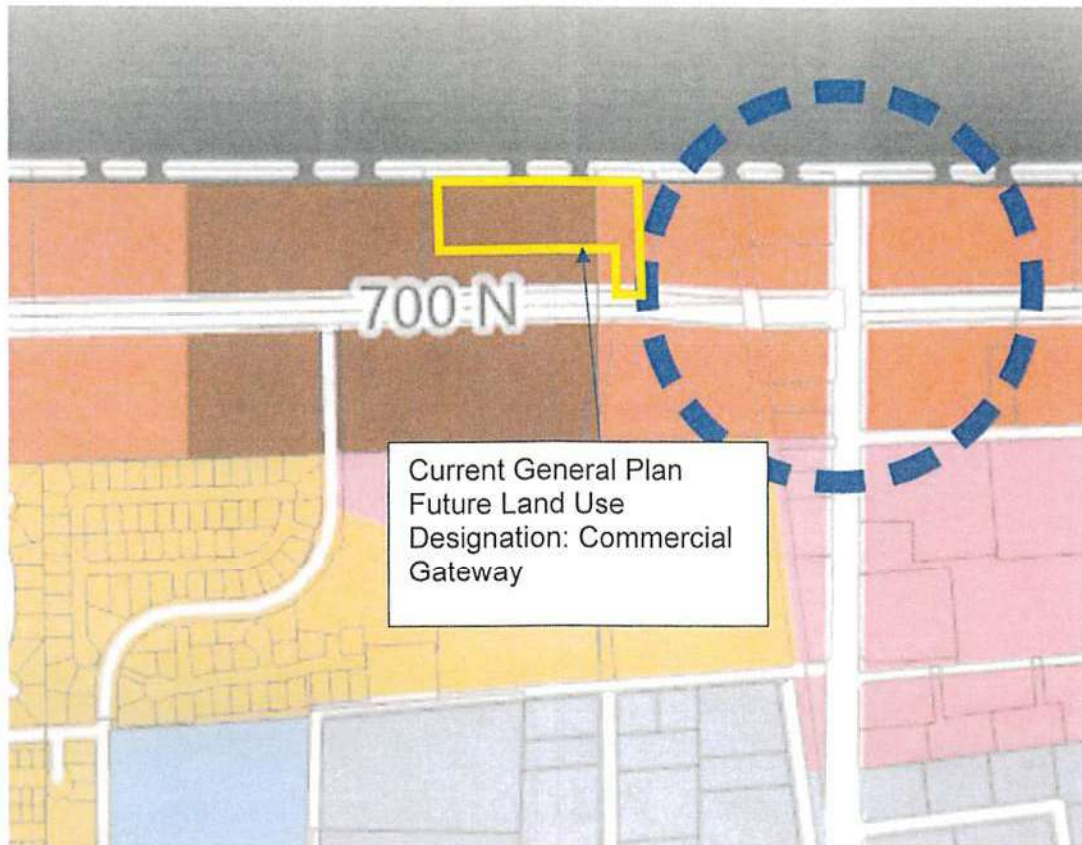 700 N
Current General Plan
Future Land Use
Designation: Commercial
Gateway